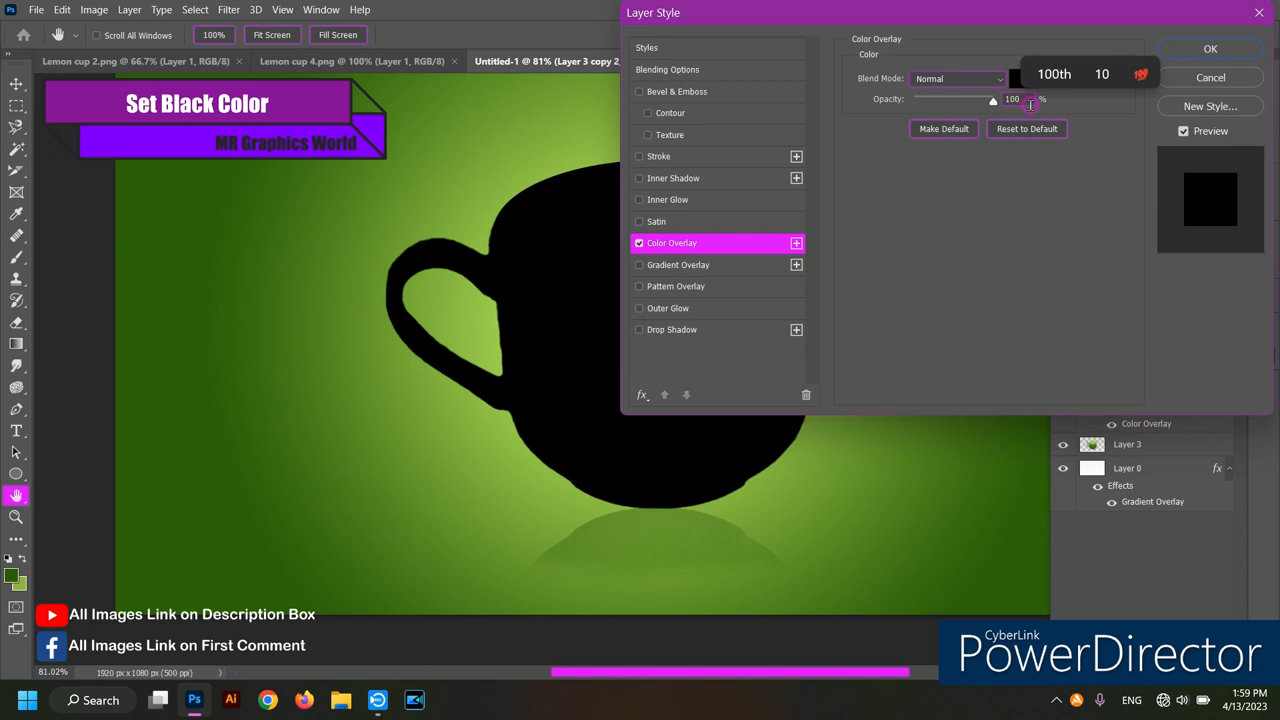 Ps File Edit Image Layer Type Select Filter 3D View Window Help
Layer Style
Scroll All Windows 100% Fit Screen Fill Screen
Lemon cup 2.png @ 66.7% (Layer 1, RGB/8) × Lemon cup 4.png @ 81% (Layer 1, RGB/8) × Untitled-1 @ 81% (Layer 3 copy 2,
Set Black Color
MB Graphics World
Styles
Blending Options
Bevel & Emboss
Contour
Texture
Stroke
Inner Shadow
Inner Glow
Satin
Color Overlay
Gradient Overlay
Pattern Overlay
Outer Glow
Drop Shadow
fx
Color Overlay
Color
Blend Mode: Normal
Opacity: 100 %
Make Default Reset to Default
100th 10 💯
OK
Cancel
New Style...
Preview
Color Overlay
Layer 3
Layer 0 fx
Effects
Gradient Overlay
All Images Link on Description Box
All Images Link on First Comment
81.02% 1920 px x 1080 px (500 ppi)
CyberLink
PowerDirector
Search
Ps
Ai
ENG
1:59 PM
4/13/2023